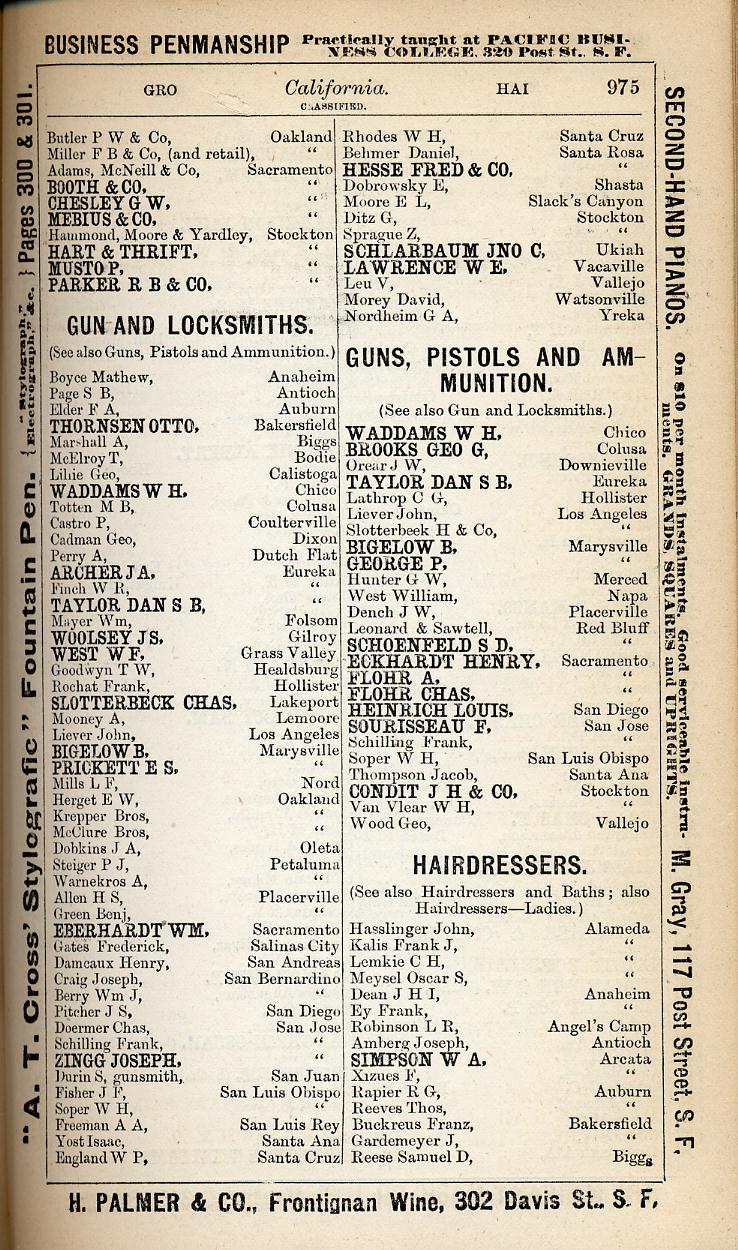 BUSINESS PENMANSHIP Practically taught at PACIFIC BUSI-
NESS COLLEGE, 320 Post St., S. F.
GRO California. HAI 975
CLASSIFIED.
Butler P W & Co, Oakland
Miller F B & Co, (and retail), “
Adams, McNeill & Co, Sacramento
BOOTH & CO, “
CHESLEY G W, “
MEBIUS & CO, “
Hammond, Moore & Yardley, Stockton
HART & THRIFT, “
MUSTO P, “
PARKER R B & CO, “
GUN AND LOCKSMITHS.
(See also Guns, Pistols and Ammunition.)
Boyce Mathew, Anaheim
Page S B, Antioch
Elder F A, Auburn
THORNSEN OTTO, Bakersfield
Marshall A, Biggs
McElroy T, Bodie
Lillie Geo, Calistoga
WADDAMS W H, Chico
Totten M B, Colusa
Castro P, Coulterville
Cadman Geo, Dixon
Perry A, Dutch Flat
ARCHER J A, Eureka
Finch W R, “
TAYLOR DAN S B, “
Mayer Wm, Folsom
WOOLSEY J S, Gilroy
WEST W F, Grass Valley
Goodwyn T W, Healdsburg
Rochat Frank, Hollister
SLOTTERBECK CHAS, Lakeport
Mooney A, Lemoore
Liever John, Los Angeles
BIGELOW B, Marysville
PRICKETT E S, “
Mills L F, Nord
Herget E W, Oakland
Krepper Bros, “
McClure Bros, “
Dobkins J A, Oleta
Steiger P J, Petaluma
Warnekros A, “
Allen H S, Placerville
Green Benj, “
EBERHARDT WM, Sacramento
Gates Frederick, Salinas City
Damcaux Henry, San Andreas
Craig Joseph, San Bernardino
Berry Wm J, “
Pitcher J S, San Diego
Doermer Chas, San Jose
Schilling Frank, “
ZINGG JOSEPH, “
Durin S, gunsmith, San Juan
Fisher J F, San Luis Obispo
Soper W H, “
Freeman A A, San Luis Rey
Yost Isaac, Santa Ana
England W P, Santa Cruz
Rhodes W H, Santa Cruz
Behmer Daniel, Santa Rosa
HESSE FRED & CO, “
Dobrowsky E, Shasta
Moore E L, Slack's Canyon
Ditz G, Stockton
Sprague Z, “
SCHLARBAUM JNO C, Ukiah
LAWRENCE W E, Vacaville
Leu V, Vallejo
Morey David, Watsonville
Nordheim G A, Yreka
GUNS, PISTOLS AND AM-
MUNITION.
(See also Gun and Locksmiths.)
WADDAMS W H, Chico
BROOKS GEO G, Colusa
Orear J W, Downieville
TAYLOR DAN S B, Eureka
Lathrop C G, Hollister
Liever John, Los Angeles
Slotterbeek H & Co, “
BIGELOW B, Marysville
GEORGE P, “
Hunter G W, Merced
West William, Napa
Dench J W, Placerville
Leonard & Sawtell, Red Bluff
SCHOENFELD S D, “
ECKHARDT HENRY, Sacramento
FLOHR A, “
FLOHR CHAS, “
HEINRICH LOUIS, San Diego
SOURISSEAU F, San Jose
Schilling Frank, “
Soper W H, San Luis Obispo
Thompson Jacob, Santa Ana
CONDIT J H & CO, Stockton
Van Vlear W H, “
Wood Geo, Vallejo
HAIRDRESSERS.
(See also Hairdressers and Baths; also
Hairdressers—Ladies.)
Hasslinger John, Alameda
Kalis Frank J, “
Lemkie C H, “
Meysel Oscar S, “
Dean J H I, Anaheim
Ey Frank, “
Robinson L R, Angel's Camp
Amberg Joseph, Antioch
SIMPSON W A, Arcata
Xizues F, “
Rapier R G, Auburn
Reeves Thos, “
Buckreus Franz, Bakersfield
Gardemeyer J, “
Reese Samuel D, Biggs
H. PALMER & CO., Frontignan Wine, 302 Davis St., S. F.
"A. T. Cross' Stylografic" Fountain Pen. { "Stylograph,"
Electrograph," &c. } Pages 300 & 301.
SECOND-HAND PIANOS. On $10 per month instalments. Good serviceable instru-
ments. GRANDS, SQUARES and UPRIGHTS. M. Gray, 117 Post Street, S. F.